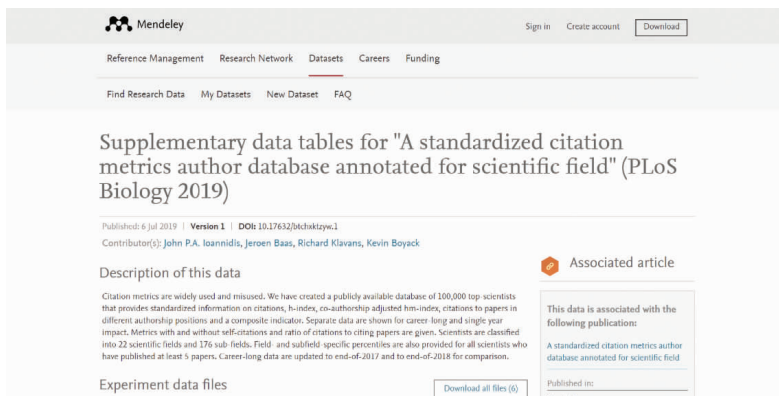 Mendeley
Sign in Create account Download
Reference Management Research Network Datasets Careers Funding
Find Research Data My Datasets New Dataset FAQ
Supplementary data tables for "A standardized citation
metrics author database annotated for scientific field" (PLoS
Biology 2019)
Published: 6 Jul 2019 | Version 1 | DOI: 10.17632/btchxktzyw.1
Contributor(s): John P.A. Ioannidis, Jeroen Baas, Richard Klavans, Kevin Boyack
Description of this data
Citation metrics are widely used and misused. We have created a publicly available database of 100,000 top scientists
that provides standardized information on citations, h-index, co-authorship adjusted hm-index, citations to papers in
different authorship positions and a composite indicator. Separate data are shown for career-long and single year
impact. Metrics with and without self-citations and ratio of citations to citing papers are given. Scientists are classified
into 22 scientific fields and 176 sub-fields. Field- and subfield-specific percentiles are also provided for all scientists who
have published at least 5 papers. Career-long data are updated to end-of-2017 and to end-of-2018 for comparison.
Experiment data files
Download all files (6)
Associated article
This data is associated with the
following publication:
A standardized citation metrics author
database annotated for scientific field
Published in: